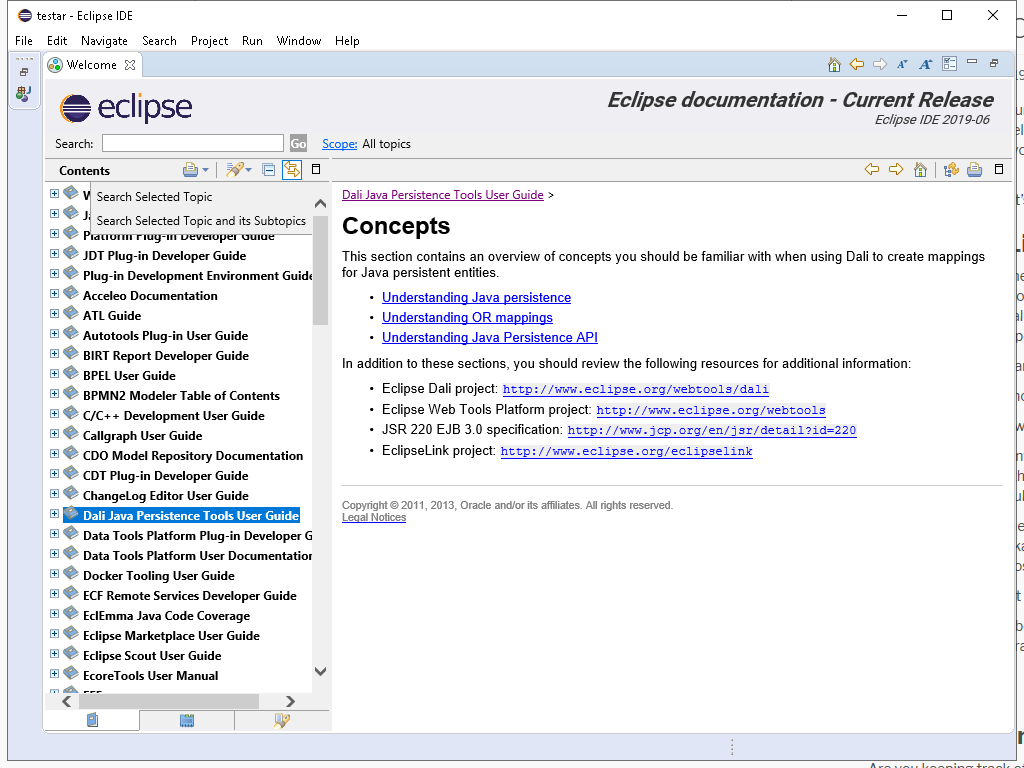 testar - Eclipse IDE
File Edit Navigate Search Project Run Window Help
Welcome
eclipse
Eclipse documentation - Current Release
Eclipse IDE 2019-06
Search: Go Scope: All topics
Contents
Search Selected Topic
Search Selected Topic and its Subtopics
Platform Plug-in Developer Guide
JDT Plug-in Developer Guide
Plug-in Development Environment Guide
Acceleo Documentation
ATL Guide
Autotools Plug-in User Guide
BIRT Report Developer Guide
BPEL User Guide
BPMN2 Modeler Table of Contents
C/C++ Development User Guide
Callgraph User Guide
CDO Model Repository Documentation
CDT Plug-in Developer Guide
ChangeLog Editor User Guide
Dali Java Persistence Tools User Guide
Data Tools Platform Plug-in Developer G
Data Tools Platform User Documentation
Docker Tooling User Guide
ECF Remote Services Developer Guide
EclEmma Java Code Coverage
Eclipse Marketplace User Guide
Eclipse Scout User Guide
EcoreTools User Manual
Dali Java Persistence Tools User Guide >
Concepts
This section contains an overview of concepts you should be familiar with when using Dali to create mappings
for Java persistent entities.
• Understanding Java persistence
• Understanding OR mappings
• Understanding Java Persistence API
In addition to these sections, you should review the following resources for additional information:
• Eclipse Dali project: http://www.eclipse.org/webtools/dali
• Eclipse Web Tools Platform project: http://www.eclipse.org/webtools
• JSR 220 EJB 3.0 specification: http://www.jcp.org/en/jsr/detail?id=220
• EclipseLink project: http://www.eclipse.org/eclipselink
Copyright © 2011, 2013, Oracle and/or its affiliates. All rights reserved.
Legal Notices
Are you keeping track of